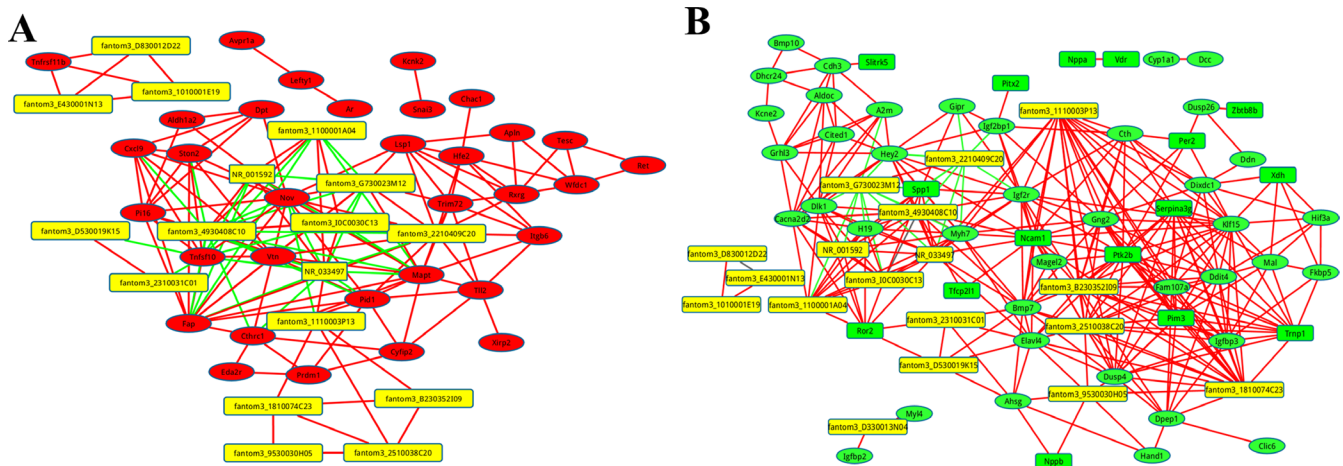 A
fantom3_D830012D22
Tnfrsf11b
fantom3_1010001E19
fantom3_E430001N13
Avpr1a
Lefty1
Ar
Kcnk2
Snai3
Chac1
Aldh1a2
Dpt
fantom3_1100001A04
Cxcl9
Stmn2
Lsp1
Apln
Hfe2
Tesc
Ret
NR_001592
fantom3_G730023M12
Rxrg
Wfdc1
Nov
Trim72
Pi16
fantom3_I0C0030C13
fantom3_D530019K15
fantom3_4930408C10
fantom3_2210409C20
Itgb6
Tnfsf10
Vtn
NR_033497
Mapt
fantom3_2310031C01
Pid1
Tll2
Fap
fantom3_1110003P13
Cthrc1
Cyfip2
Xirp2
Eda2r
Prdm1
fantom3_1810074C23
fantom3_B230352I09
fantom3_9530030H05
fantom3_2510038C20
B
Bmp10
Cdh3
Slitrk5
Nppa
Vdr
Cyp1a1
Dcc
Dhcr24
Aldoc
Pitx2
Kcne2
A2m
Gipr
fantom3_1110003P13
Dusp26
Zbtb8b
Cited1
Igf2bp1
Cth
Per2
Grhl3
Hey2
fantom3_2210409C20
Ddn
Xdh
fantom3_G730023M12
Spp1
Igf2r
Dixdc1
Dlk1
fantom3_4930408C10
Serpina3g
Cacna2d2
H19
Myh7
Gng2
Klf15
Hif3a
Ncam1
NR_001592
NR_033497
Magel2
Ptk2b
Mal
fantom3_D830012D22
fantom3_E430001N13
fantom3_I0C0030C13
Ddit4
Fkbp5
fantom3_B230352I09
Fam107a
Tfcp2l1
fantom3_1010001E19
fantom3_1100001A04
Bmp7
fantom3_2310031C01
Pim3
Ror2
fantom3_2510038C20
Trnp1
Elavl4
Igfbp3
fantom3_D530019K15
Dusp4
fantom3_9530030H05
fantom3_1810074C23
Ahsg
Myl4
fantom3_D330013N04
Dpep1
Igfbp2
Clic6
Hand1
Nppb